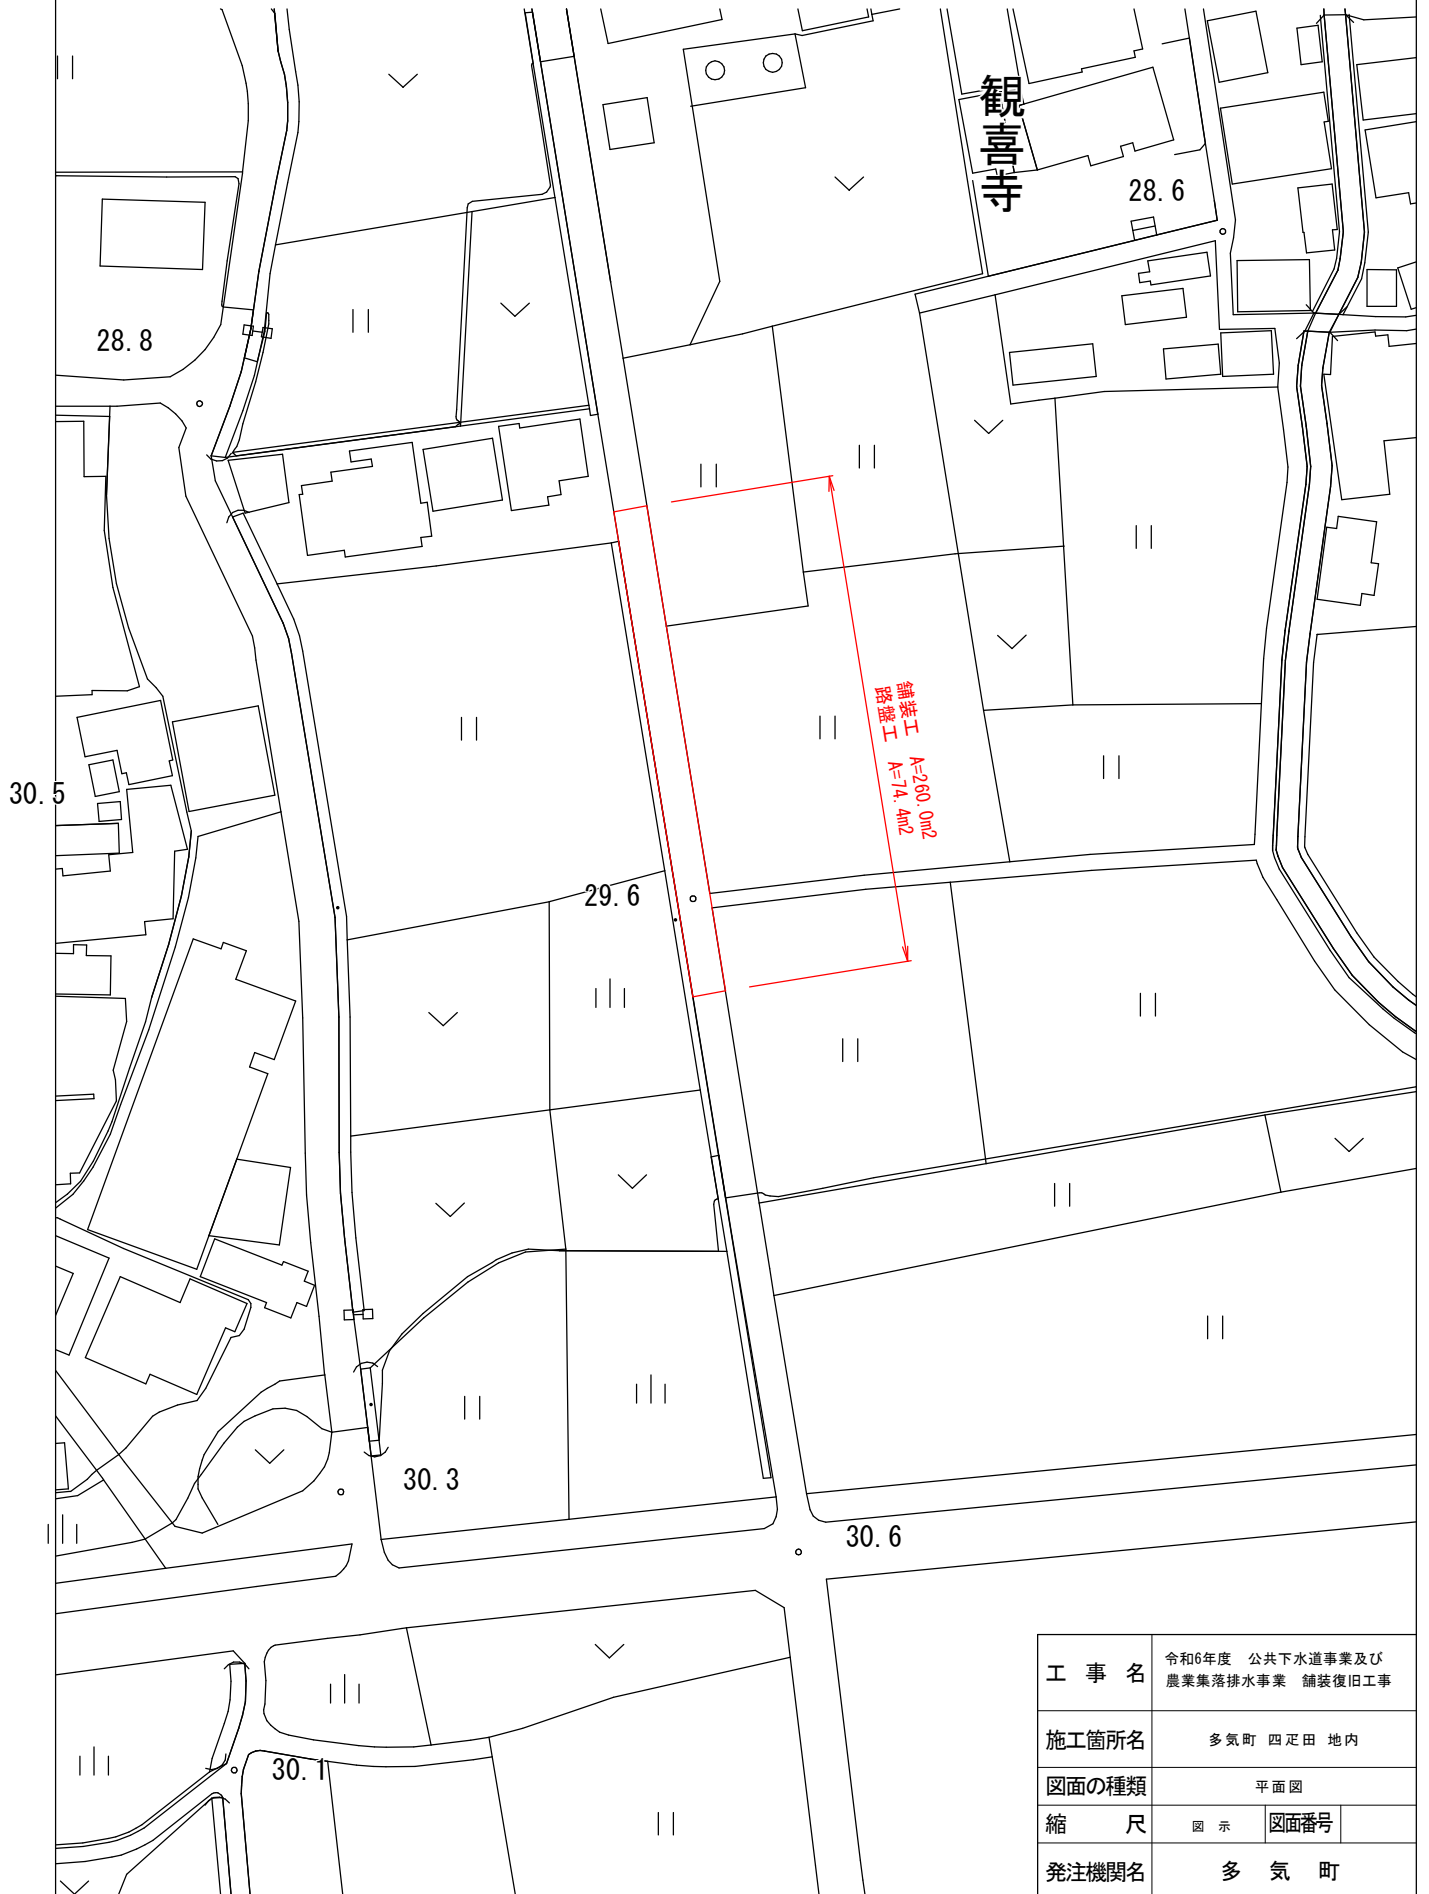 観喜寺
28.6
28.8
舗装工　A=260.0m2
路盤工　A=74.4m2
30.5
29.6
30.3
30.6
30.1
工事名　令和6年度　公共下水道事業及び
農業集落排水事業　舗装復旧工事
施工箇所名　多気町 四疋田 地内
図面の種類　平面図
縮尺　図示　図面番号
発注機関名　多気町